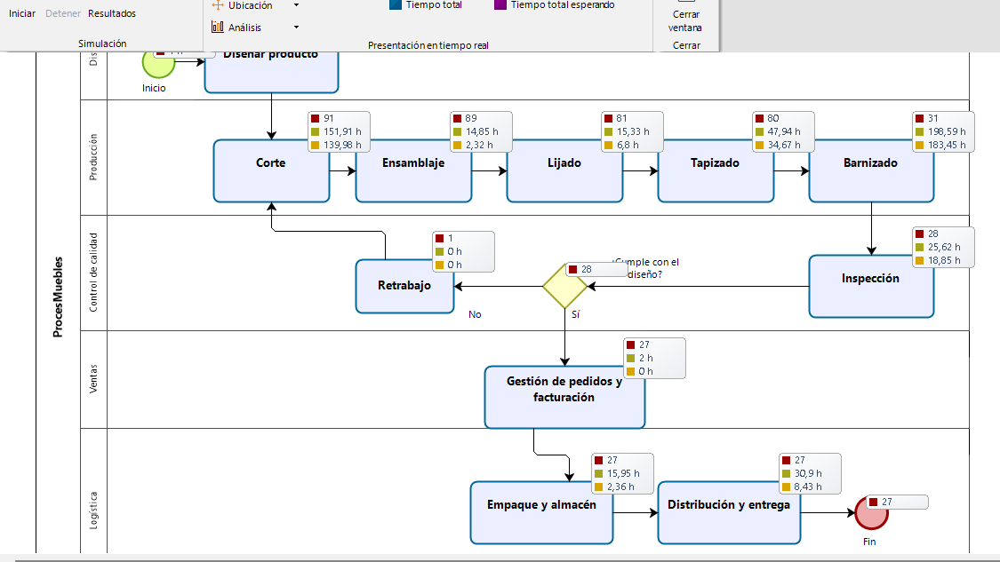 Ubicación
Tiempo total
Tiempo total esperando
Iniciar
Detener
Resultados
Cerrar
ventana
Análisis
Simulación
Presentación en tiempo real
Cerrar
Diseñar producto
Inicio
ProcesMuebles
Producción
91
151,91 h
139,98 h
Corte
89
14,85 h
2,32 h
Ensamblaje
81
15,33 h
6,8 h
Lijado
80
47,94 h
34,67 h
Tapizado
31
198,59 h
183,45 h
Barnizado
Control de calidad
1
0 h
0 h
Retrabajo
No
28
¿Cumple con el
diseño?
Sí
28
25,62 h
18,85 h
Inspección
Ventas
27
2 h
0 h
Gestión de pedidos y
facturación
Logística
27
15,95 h
2,36 h
Empaque y almacén
27
30,9 h
8,43 h
Distribución y entrega
27
Fin